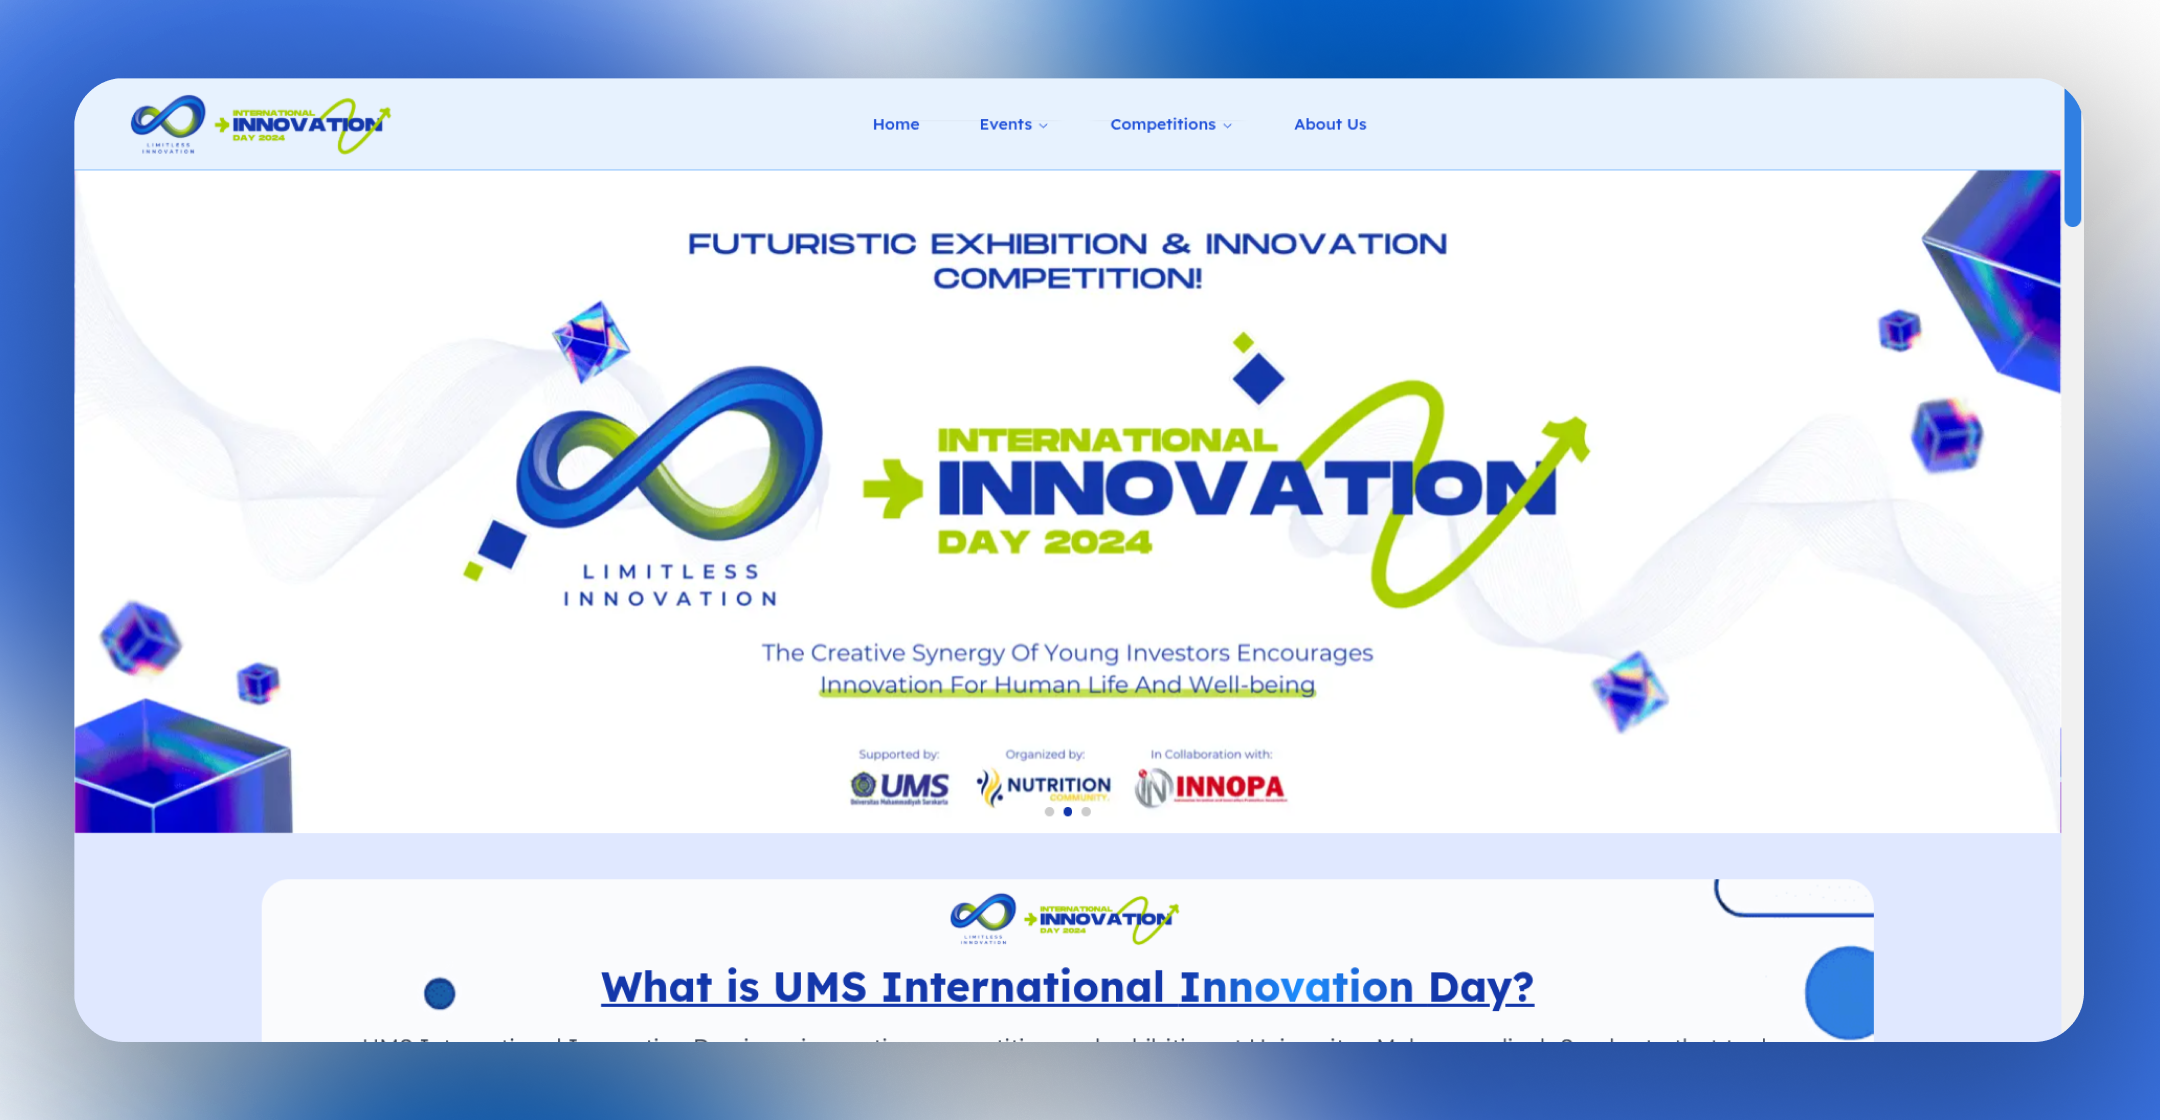 LIMITLESS
INNOVATION
INTERNATIONAL
INNOVATION
DAY 2024
Home
Events
Competitions
About Us
FUTURISTIC EXHIBITION & INNOVATION
COMPETITION!
LIMITLESS
INNOVATION
INTERNATIONAL
INNOVATION
DAY 2024
The Creative Synergy Of Young Investors Encourages
Innovation For Human Life And Well-being
Supported by:
Organized by:
In Collaboration with:
UMS
Universitas Muhammadiyah Surakarta
NUTRITION
COMMUNITY
INNOPA
LIMITLESS
INNOVATION
INTERNATIONAL
INNOVATION
DAY 2024
What is UMS International Innovation Day?